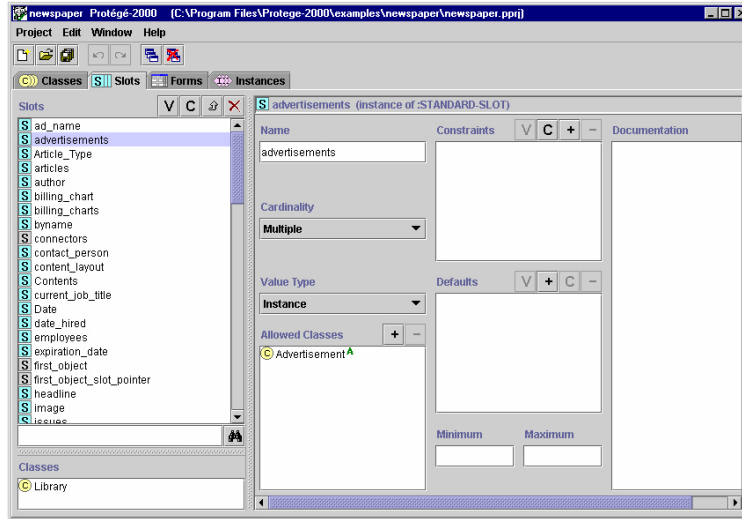 newspaper Protégé-2000 (C:\Program Files\Protege-2000\examples\newspaper\newspaper.pprj)
Project Edit Window Help
C Classes S Slots Forms Instances
Slots V C
S ad_name
S advertisements
S Article_Type
S articles
S author
S billing_chart
S billing_charts
S byname
S connectors
S contact_person
S content_layout
S Contents
S current_job_title
S Date
S date_hired
S employees
S expiration_date
S first_object
S first_object_slot_pointer
S headline
S image
S issues
Classes
C Library
S advertisements (instance of :STANDARD-SLOT)
Name
advertisements
Cardinality
Multiple
Value Type
Instance
Allowed Classes + −
C Advertisement A
Constraints V C + −
Defaults V + C −
Minimum Maximum
Documentation